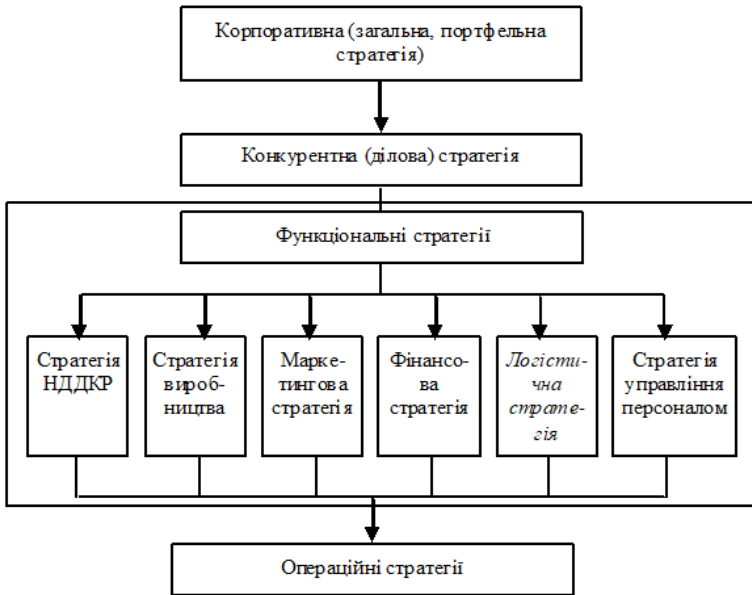 Корпоративна (загальна, портфельна
стратегія)
Конкурентна (ділова) стратегія
Функціональні стратегії
Стратегія
НДДКР
Стратегія
вироб-
ництва
Марке-
тингова
стратегія
Фінансо-
ва
стратегія
Логісти-
чна
страте-
гія
Стратегія
управління
персоналом
Операційні стратегії